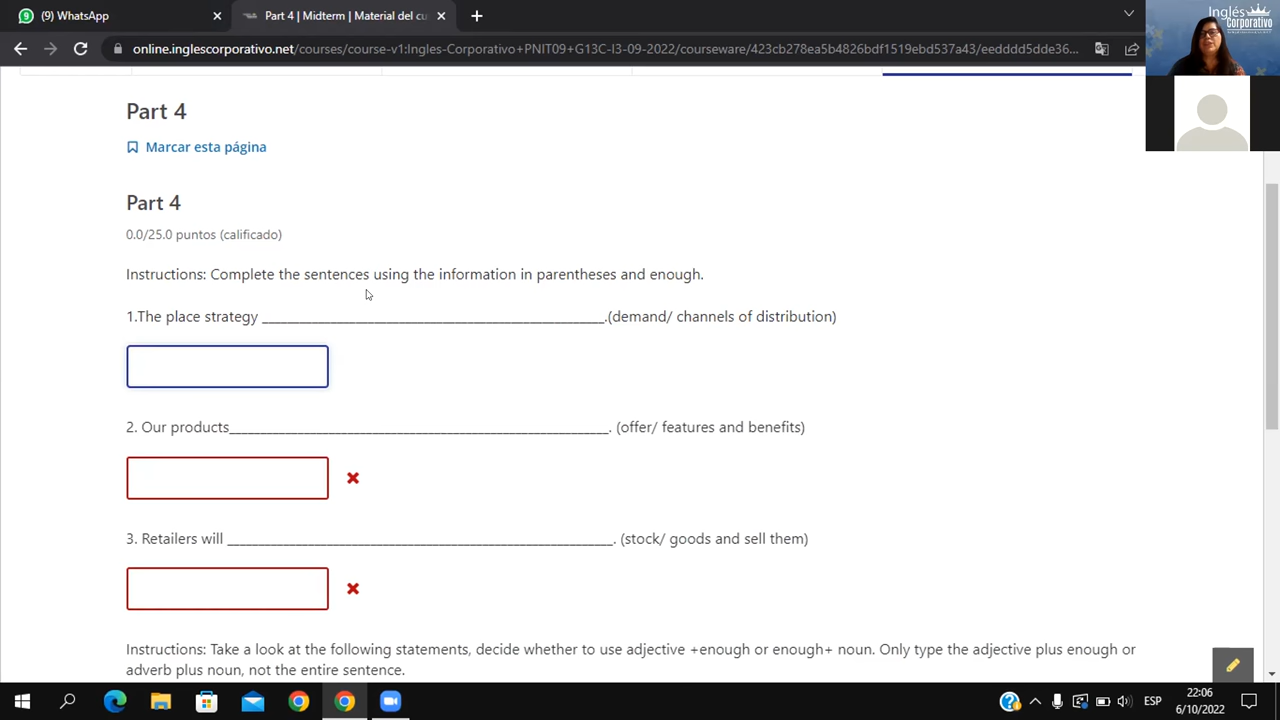 (9) WhatsApp
Part 4 | Midterm | Material del cu
online.inglescorporativo.net/courses/course-v1:Ingles-Corporativo+PNIT09+G13C-I3-09-2022/courseware/423cb278ea5b4826bdf1519ebd537a43/eedddd5dde36...
Inglés
Corporativo
Part 4
Marcar esta página
Part 4
0.0/25.0 puntos (calificado)
Instructions: Complete the sentences using the information in parentheses and enough.
1.The place strategy ______________________________________________.(demand/ channels of distribution)
2. Our products___________________________________________________. (offer/ features and benefits)
3. Retailers will ____________________________________________________. (stock/ goods and sell them)
Instructions: Take a look at the following statements, decide whether to use adjective +enough or enough+ noun. Only type the adjective plus enough or
adverb plus noun, not the entire sentence.
ESP
22:06
6/10/2022